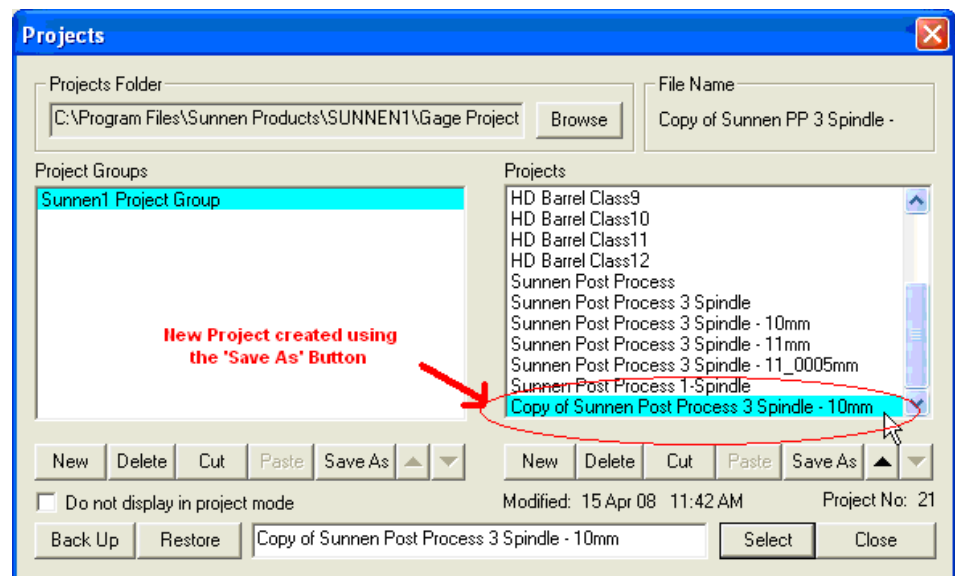 Projects
Projects Folder
File Name
C:\Program Files\Sunnen Products\SUNNEN1\Gage Project
Browse
Copy of Sunnen PP 3 Spindle -
Project Groups
Projects
Sunnen1 Project Group
HD Barrel Class9
HD Barrel Class10
HD Barrel Class11
HD Barrel Class12
Sunnen Post Process
Sunnen Post Process 3 Spindle
Sunnen Post Process 3 Spindle - 10mm
Sunnen Post Process 3 Spindle - 11mm
Sunnen Post Process 3 Spindle - 11_0005mm
Sunnen Post Process 1-Spindle
Copy of Sunnen Post Process 3 Spindle - 10mm
New Project created using
the 'Save As' Button
New Delete Cut Paste Save As
New Delete Cut Paste Save As
Do not display in project mode
Modified: 15 Apr 08 11:42 AM
Project No: 21
Back Up Restore
Copy of Sunnen Post Process 3 Spindle - 10mm
Select Close